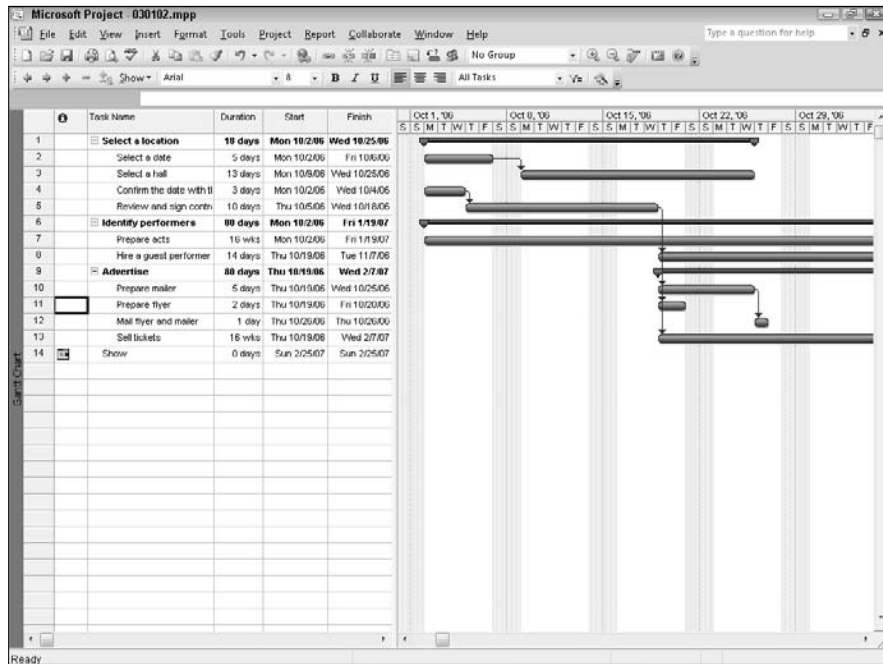 Microsoft Project - 030102.mpp
File Edit View Insert Format Tools Project Report Collaborate Window Help
Type a question for help
No Group
Show Arial 8 B I U All Tasks
Task Name Duration Start Finish
Oct 1, '06 Oct 8, '06 Oct 15, '06 Oct 22, '06 Oct 29, '06
S S M T W T F S S M T W T F S S M T W T F S S M T W T F S S M T W T F
1 Select a location 18 days Mon 10/2/06 Wed 10/25/06
2 Select a date 5 days Mon 10/2/06 Fri 10/6/06
3 Select a hall 13 days Mon 10/9/06 Wed 10/25/06
4 Confirm the date with tl 3 days Mon 10/2/06 Wed 10/4/06
5 Review and sign contr 10 days Thu 10/5/06 Wed 10/18/06
6 Identify performers 80 days Mon 10/2/06 Fri 1/19/07
7 Prepare acts 16 wks Mon 10/2/06 Fri 1/19/07
8 Hire a guest performer 14 days Thu 10/19/06 Tue 11/7/06
9 Advertise 80 days Thu 10/19/06 Wed 2/7/07
10 Prepare mailer 5 days Thu 10/19/06 Wed 10/25/06
11 Prepare flyer 2 days Thu 10/19/06 Fri 10/20/06
12 Mail flyer and mailer 1 day Thu 10/26/06 Thu 10/26/06
13 Sell tickets 16 wks Thu 10/19/06 Wed 2/7/07
14 Show 0 days Sun 2/25/07 Sun 2/25/07
Gantt Chart
Ready